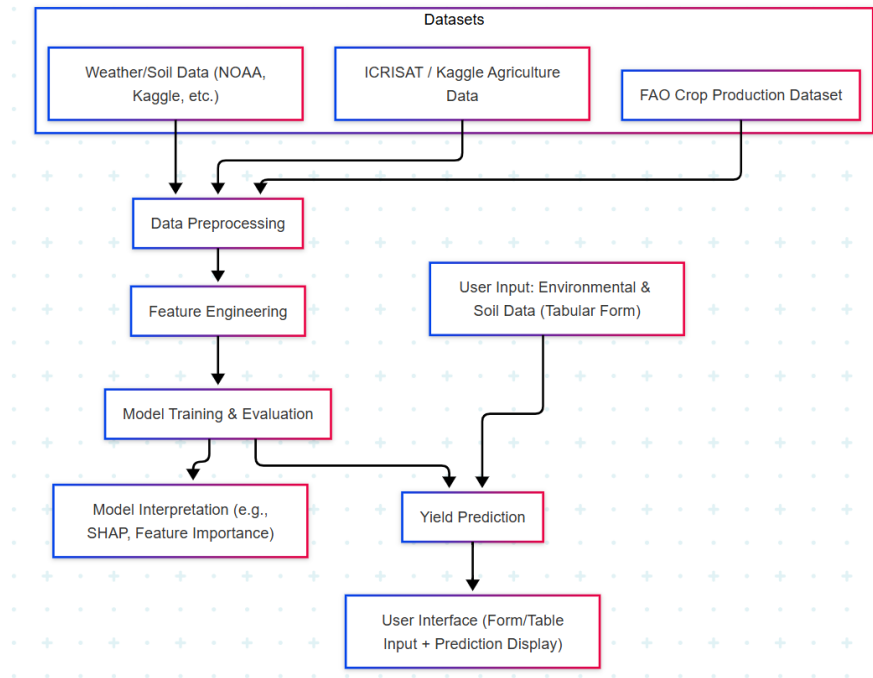 Datasets
Weather/Soil Data (NOAA,
Kaggle, etc.)
ICRISAT / Kaggle Agriculture
Data
FAO Crop Production Dataset
Data Preprocessing
Feature Engineering
User Input: Environmental &
Soil Data (Tabular Form)
Model Training & Evaluation
Model Interpretation (e.g.,
SHAP, Feature Importance)
Yield Prediction
User Interface (Form/Table
Input + Prediction Display)